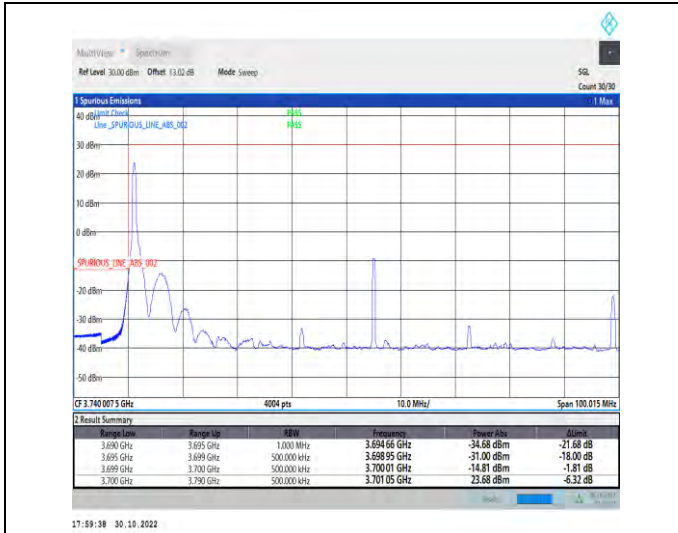 MultiView Spectrum
Ref Level 30.00 dBm Offset 13.02 dB Mode Sweep SGL
Count 30/30
1 Spurious Emissions 1 Max
40 dBm Limit Check PASS
Line _SPURIOUS_LINE_ABS_002 PASS
30 dBm
20 dBm
10 dBm
0 dBm
_SPURIOUS_LINE_ABS_002
-20 dBm
-30 dBm
-40 dBm
-50 dBm
CF 3.740 007 5 GHz 4004 pts 10.0 MHz/ Span 100.015 MHz
2 Result Summary
Range Low Range Up RBW Frequency Power Abs ΔLimit
3.690 GHz 3.695 GHz 1.000 MHz 3.694 66 GHz -34.68 dBm -21.68 dB
3.695 GHz 3.699 GHz 500.000 kHz 3.698 95 GHz -31.00 dBm -18.00 dB
3.699 GHz 3.700 GHz 500.000 kHz 3.700 01 GHz -14.81 dBm -1.81 dB
3.700 GHz 3.790 GHz 500.000 kHz 3.701 05 GHz 23.68 dBm -6.32 dB
17:59:38 30.10.2022